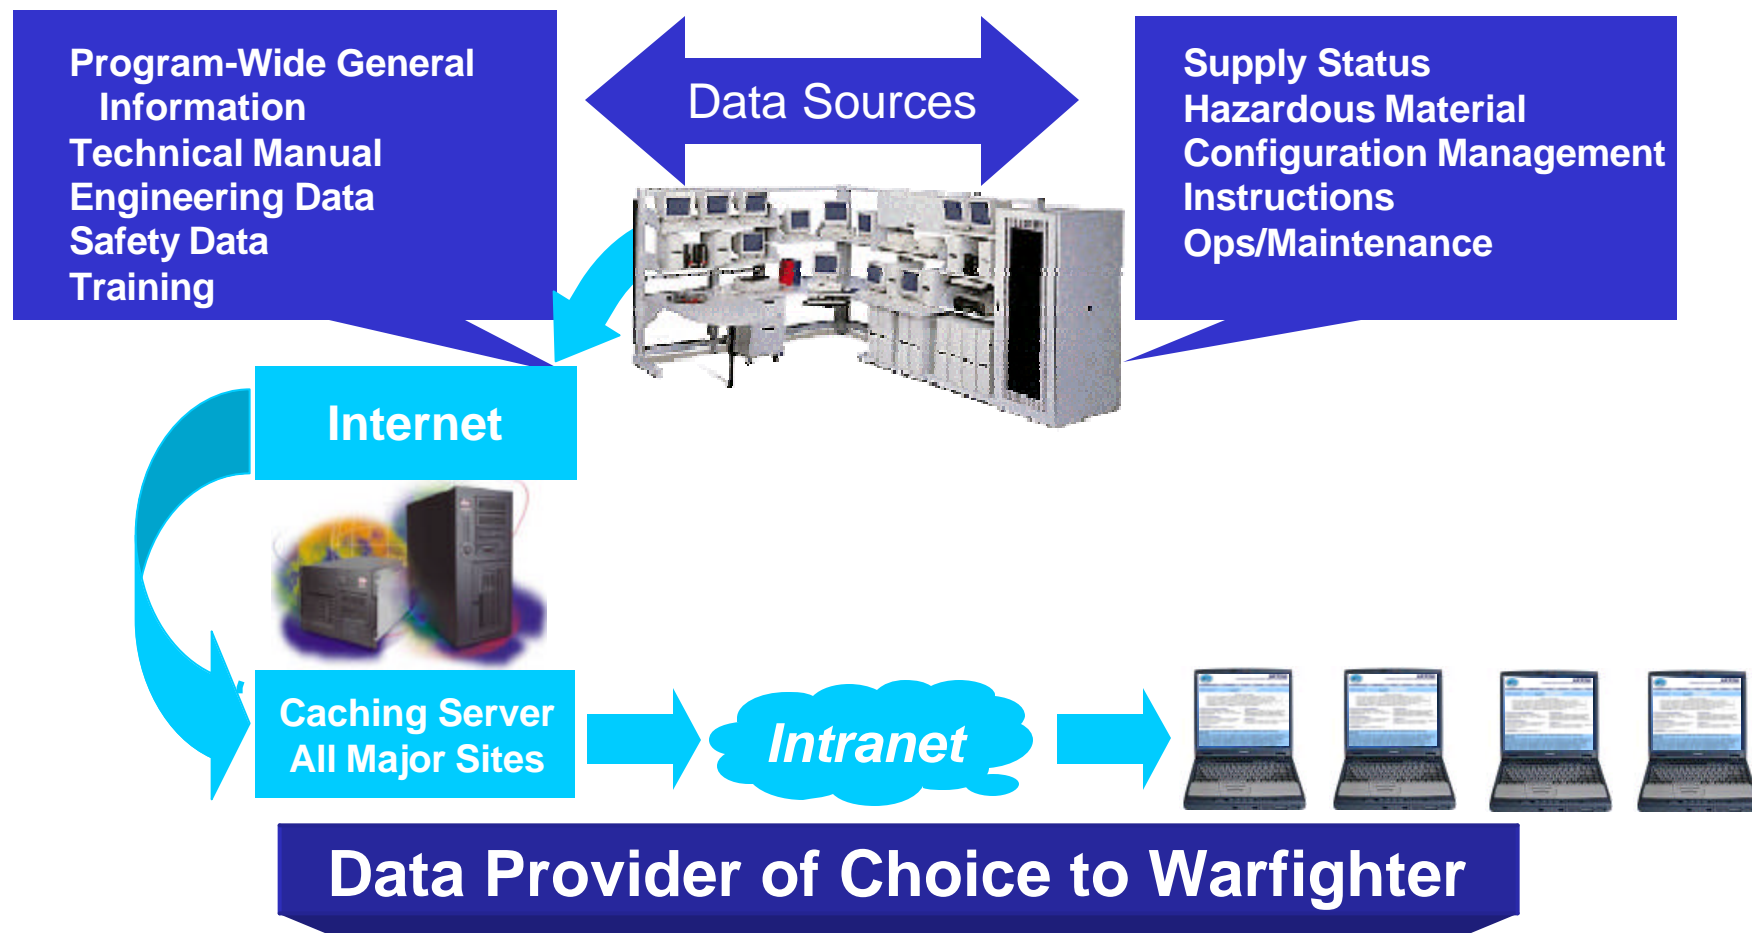 Program-Wide General
Information
Technical Manual
Engineering Data
Safety Data
Training
Data Sources
Supply Status
Hazardous Material
Configuration Management
Instructions
Ops/Maintenance
Internet
Caching Server
All Major Sites
Intranet
Data Provider of Choice to Warfighter